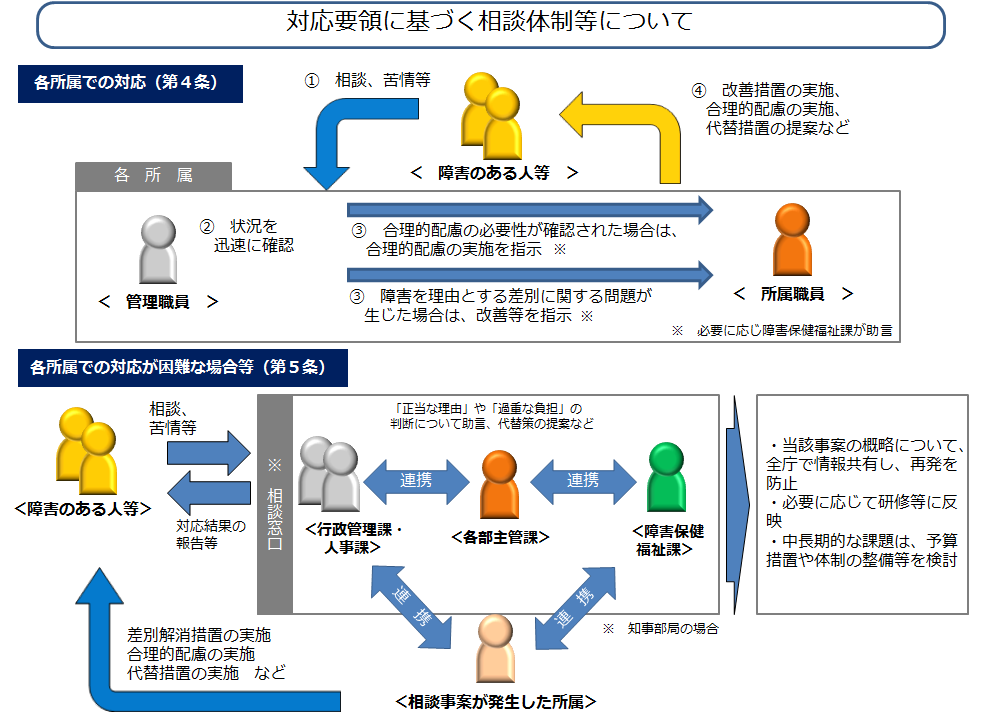 対応要領に基づく相談体制等について
各所属での対応（第４条）
① 相談、苦情等
④ 改善措置の実施、
合理的配慮の実施、
代替措置の提案など
＜ 障害のある人等 ＞
各 所 属
② 状況を
迅速に確認
＜ 管理職員 ＞
③ 合理的配慮の必要性が確認された場合は、
合理的配慮の実施を指示 ※
③ 障害を理由とする差別に関する問題が
生じた場合は、改善等を指示 ※
＜ 所属職員 ＞
※ 必要に応じ障害保健福祉課が助言
各所属での対応が困難な場合等（第５条）
相談、
苦情等
＜障害のある人等＞
対応結果の
報告等
※ 相談窓口
「正当な理由」や「過重な負担」の
判断について助言、代替策の提案など
連携
連携
＜行政管理課・
人事課＞
＜各部主管課＞
＜障害保健
福祉課＞
連携
連携
※ 知事部局の場合
＜相談事案が発生した所属＞
差別解消措置の実施
合理的配慮の実施
代替措置の実施 など
・当該事案の概略について、
全庁で情報共有し、再発を
防止
・必要に応じて研修等に反
映
・中長期的な課題は、予算
措置や体制の整備等を検討